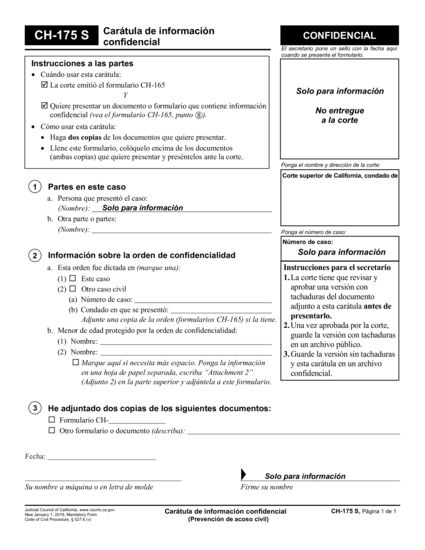 CH-175 S
Carátula de información
confidencial
CONFIDENCIAL
El secretario pone un sello con la fecha aquí
cuando se presente el formulario.
Instrucciones a las partes
• Cuándo usar esta carátula:
☑ La corte emitió el formulario CH-165
Y
☑ Quiere presentar un documento o formulario que contiene información
confidencial (vea el formulario CH-165, punto ⑧).
• Cómo usar esta carátula:
• Haga dos copias de los documentos que quiere presentar.
• Llene este formulario, colóquelo encima de los documentos
(ambas copias) que quiere presentar y preséntelos ante la corte.
Solo para información
No entregue
a la corte
Ponga el nombre y dirección de la corte:
Corte superior de California, condado de
Ponga el número de caso:
Número de caso:
Solo para información
Instrucciones para el secretario
1. La corte tiene que revisar y
aprobar una versión con
tachaduras del documento
adjunto a esta carátula antes de
presentarlo.
2. Una vez aprobada por la corte,
guarde la versión con tachaduras
en un archivo público.
3. Guarde la versión sin tachaduras
y esta carátula en un archivo
confidencial.
1 Partes en este caso
a. Persona que presentó el caso:
(Nombre): Solo para información
b. Otra parte o partes:
(Nombre):
2 Información sobre la orden de confidencialidad
a. Esta orden fue dictada en (marque una):
(1) ☐ Este caso
(2) ☐ Otro caso civil
(a) Número de caso:
(b) Condado en que se presentó:
Adjunte una copia de la orden (formularios CH-165) si la tiene.
b. Menor de edad protegido por la orden de confidencialidad:
(1) Nombre:
(2) Nombre:
☐ Marque aquí si necesita más espacio. Ponga la información
en una hoja de papel separada, escriba “Attachment 2”
(Adjunto 2) en la parte superior y adjúntela a este formulario.
3 He adjuntado dos copias de los siguientes documentos:
☐ Formulario CH-
☐ Otro formulario o documento (describa):
Fecha:
Solo para información
Su nombre a máquina o en letra de molde
Firme su nombre
Judicial Council of California, www.courts.ca.gov
New January 1, 2019, Mandatory Form
Code of Civil Procedure, § 527.6 (v)
Carátula de información confidencial
(Prevención de acoso civil)
CH-175 S, Página 1 de 1